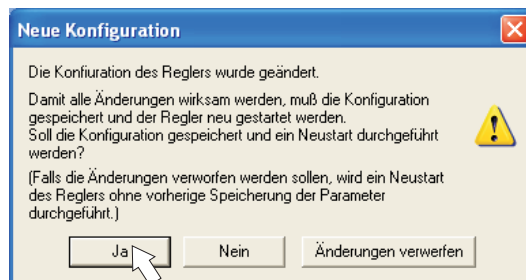 Neue Konfiguration
Die Konfiuration des Reglers wurde geändert.
Damit alle Änderungen wirksam werden, muß die Konfiguration
gespeichert und der Regler neu gestartet werden.
Soll die Konfiguration gespeichert und ein Neustart durchgeführt
werden?
(Falls die Änderungen verworfen werden sollen, wird ein Neustart
des Reglers ohne vorherige Speicherung der Parameter
durchgeführt.)
Ja
Nein
Änderungen verwerfen